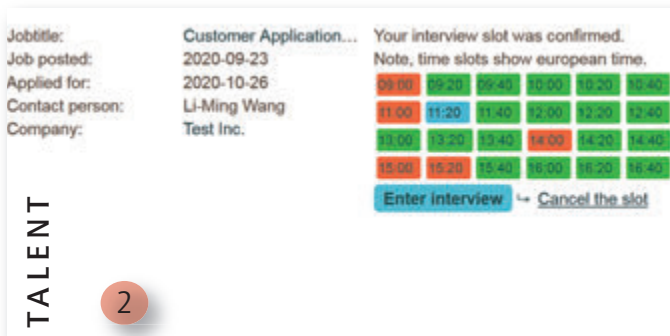 Jobtitle: Customer Application...
Job posted: 2020-09-23
Applied for: 2020-10-26
Contact person: Li-Ming Wang
Company: Test Inc.
Your interview slot was confirmed.
Note, time slots show european time.
09:00 09:20 09:40 10:00 10:20 10:40
11:00 11:20 11:40 12:00 12:20 12:40
13:00 13:20 13:40 14:00 14:20 14:40
15:00 15:20 15:40 16:00 16:20 16:40
Enter interview ↪ Cancel the slot
TALENT
2